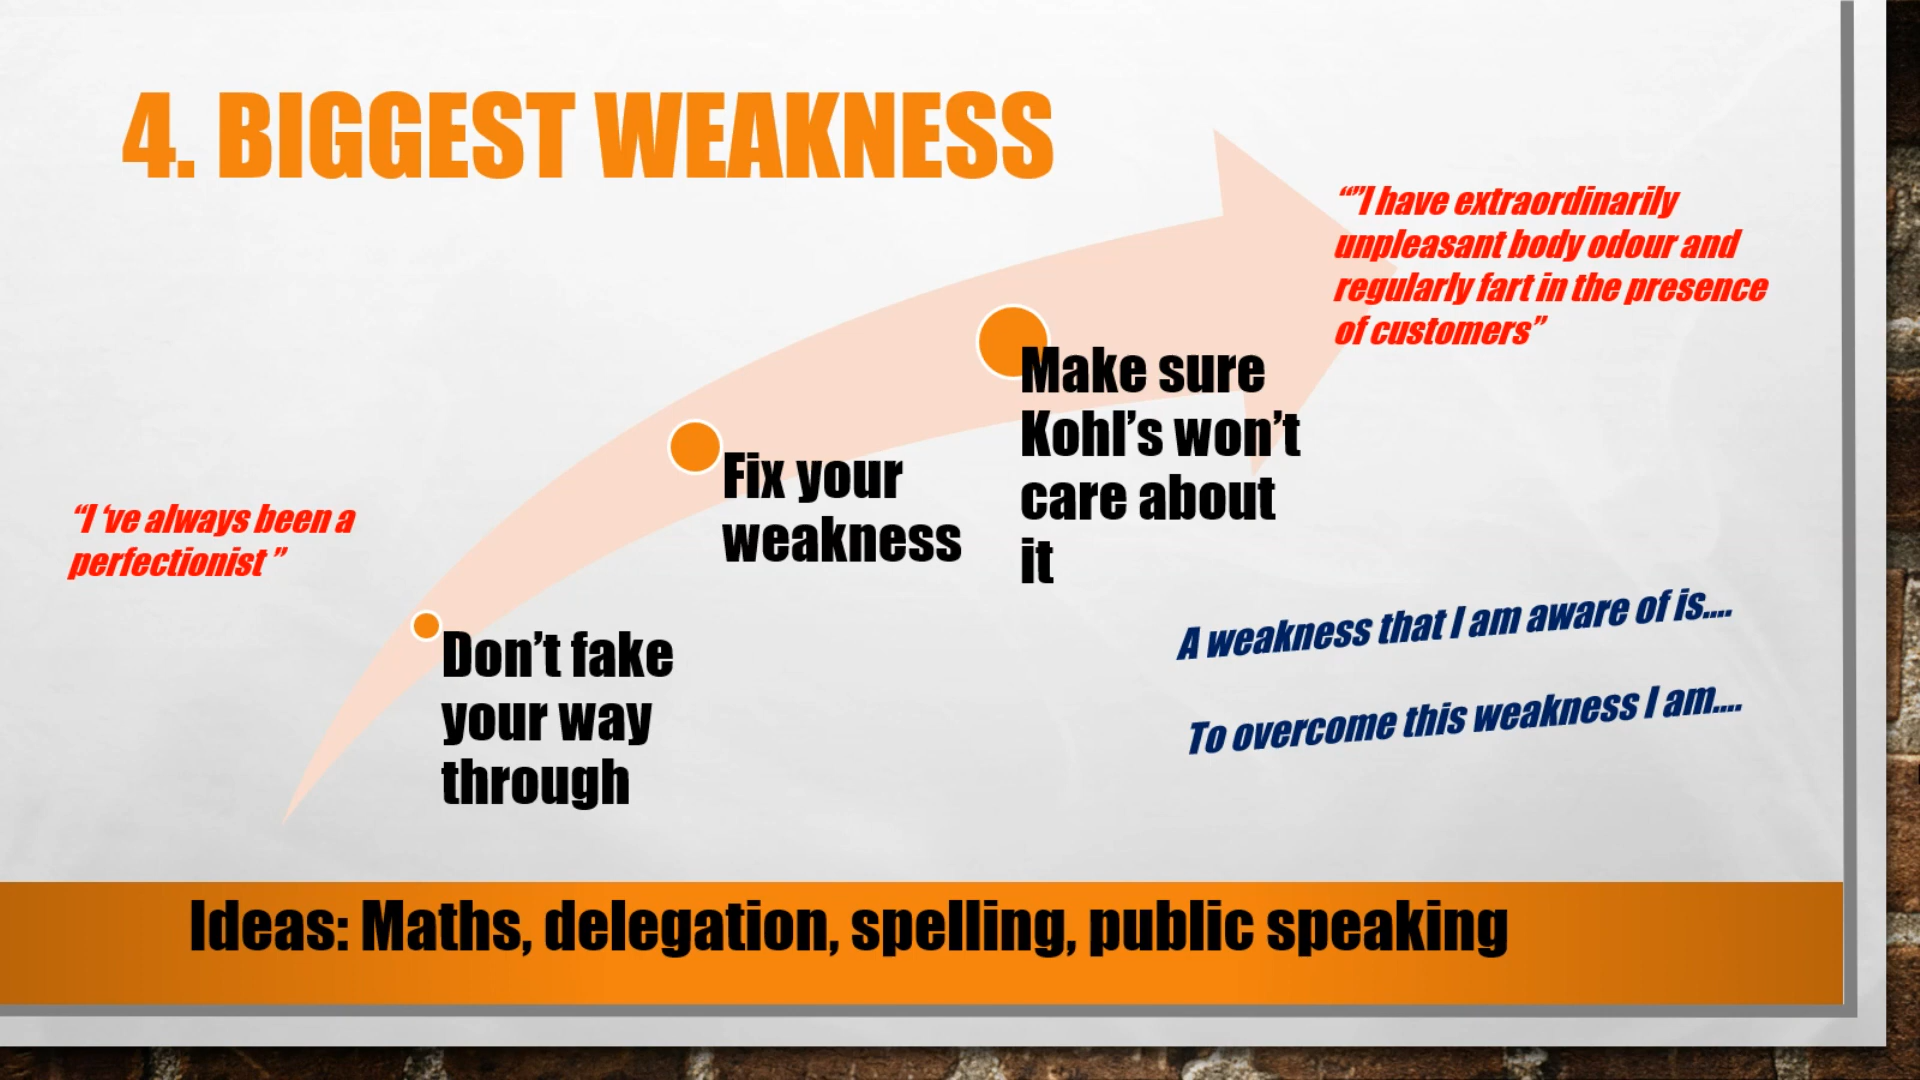 4. BIGGEST WEAKNESS
“”I have extraordinarily
unpleasant body odour and
regularly fart in the presence
of customers”
Make sure
Kohl’s won’t
care about
it
Fix your
weakness
“I ‘ve always been a
perfectionist ”
Don’t fake
your way
through
A weakness that I am aware of is....
To overcome this weakness I am....
Ideas: Maths, delegation, spelling, public speaking